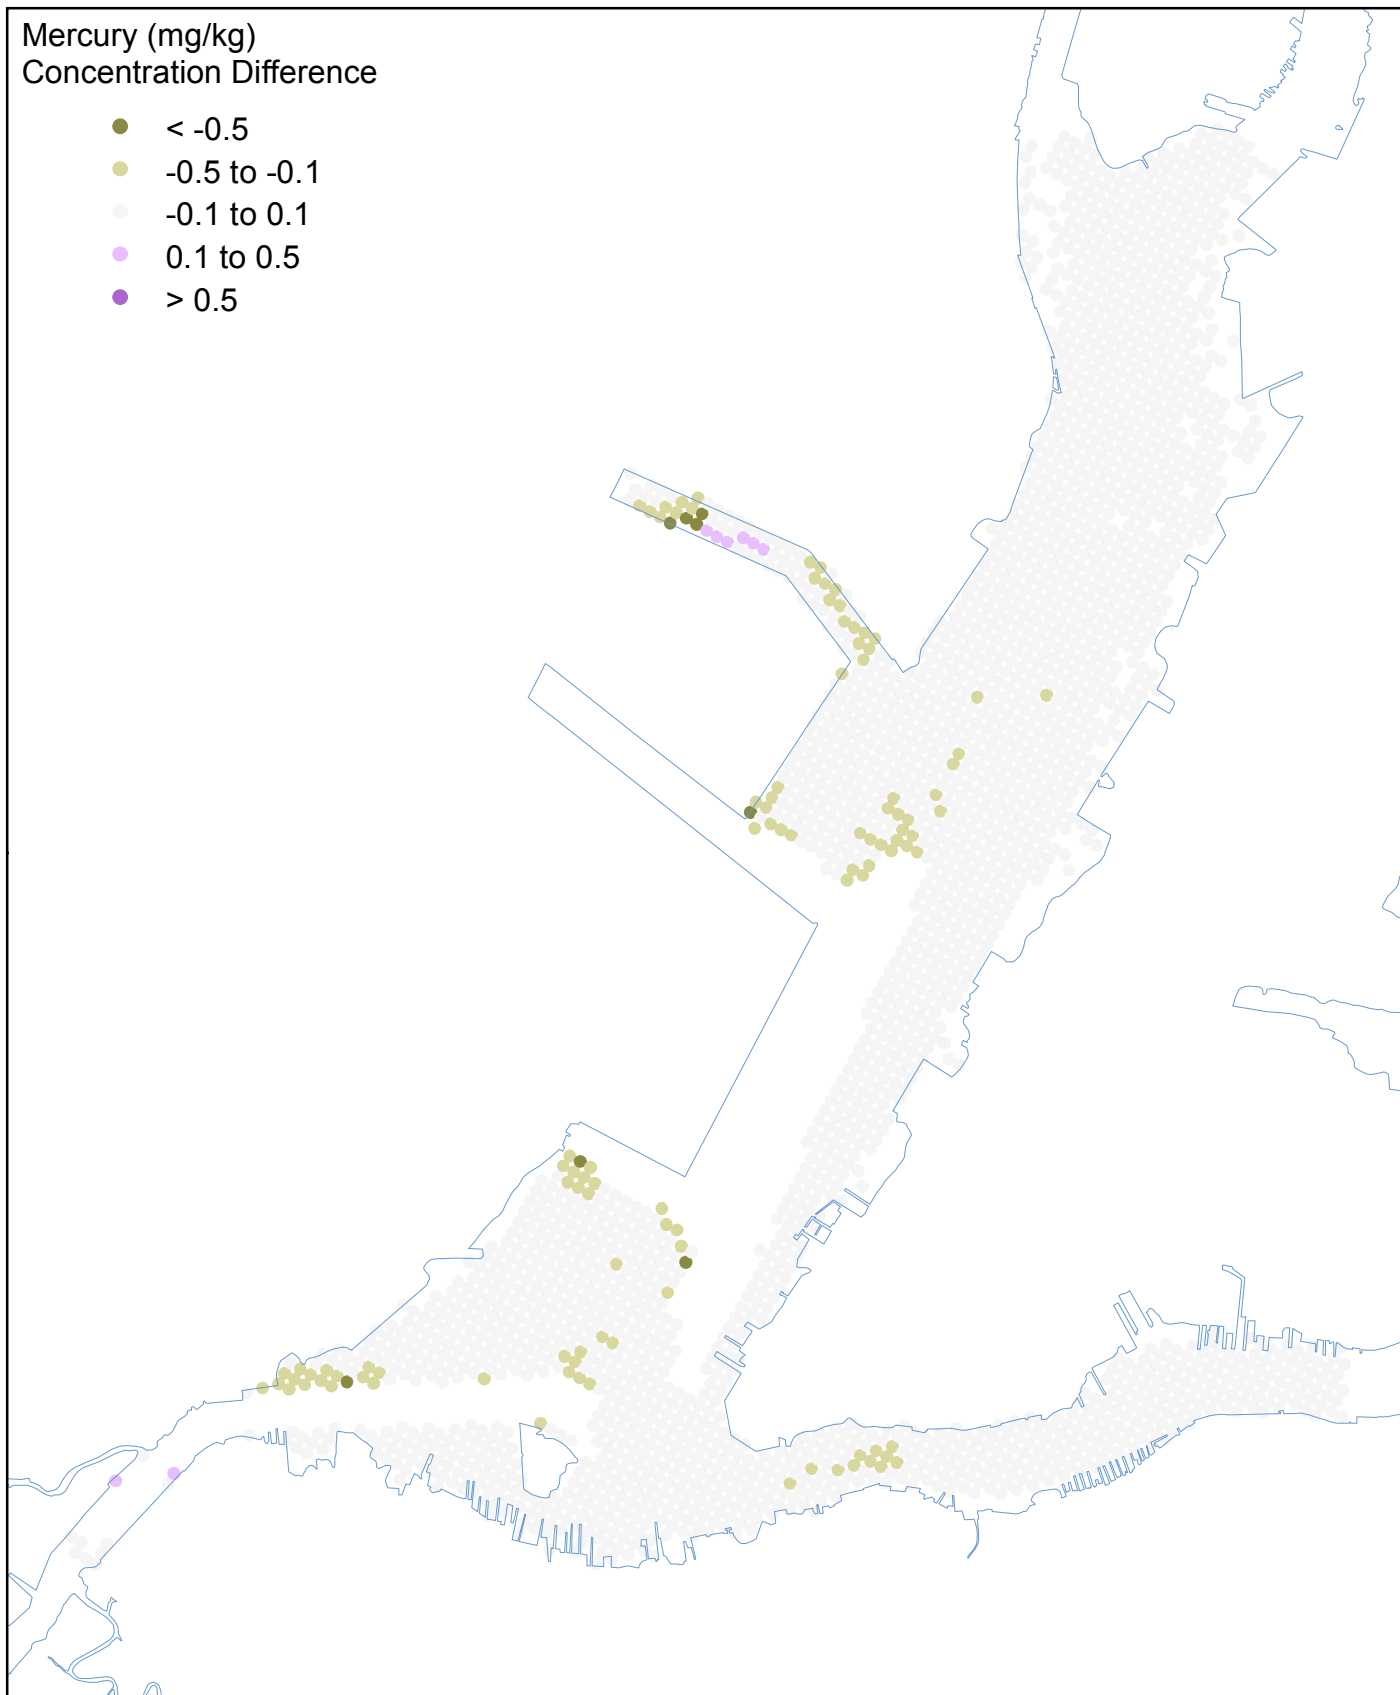 Mercury (mg/kg)
Concentration Difference
< -0.5
-0.5 to -0.1
-0.1 to 0.1
0.1 to 0.5
> 0.5